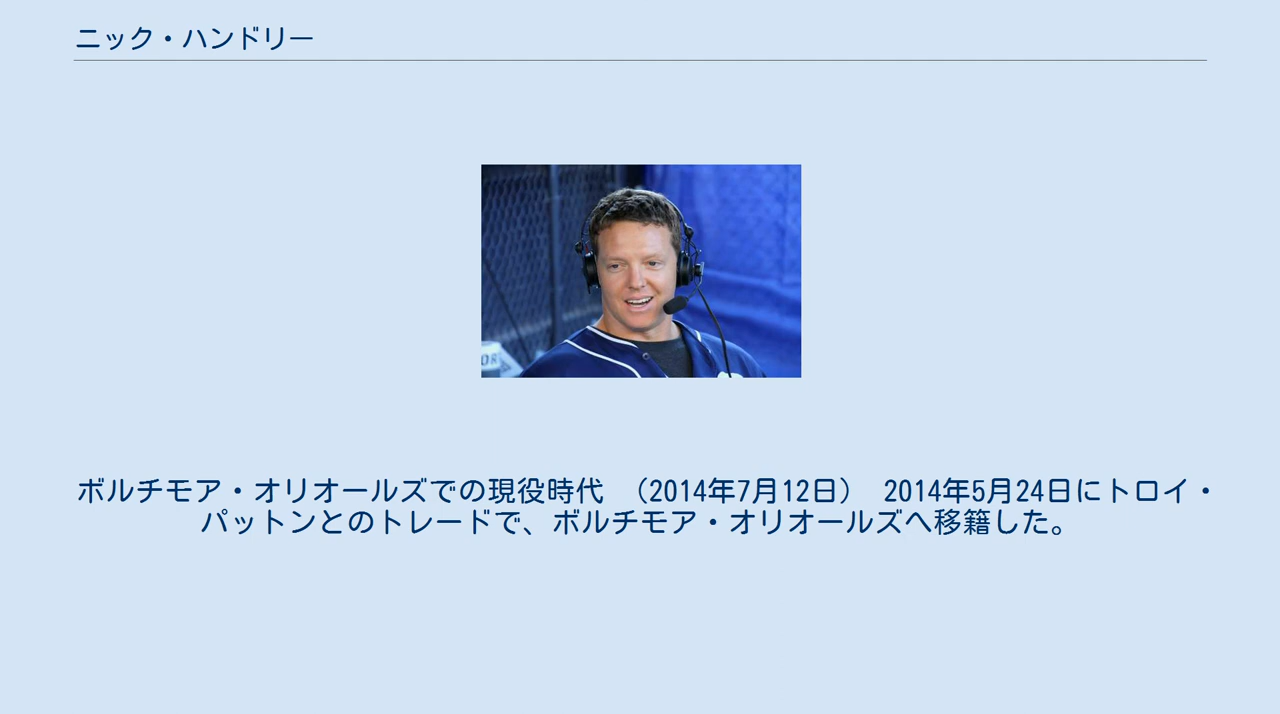 ニック・ハンドリー
OR
ボルチモア・オリオールズでの現役時代 （2014年7月12日） 2014年5月24日にトロイ・
パットンとのトレードで、ボルチモア・オリオールズへ移籍した。